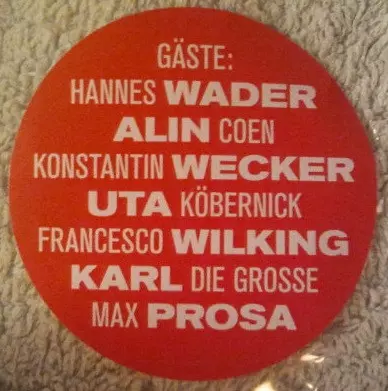 GÄSTE:
HANNES WADER
ALIN COEN
KONSTANTIN WECKER
UTA KÖBERNICK
FRANCESCO WILKING
KARL DIE GROSSE
MAX PROSA